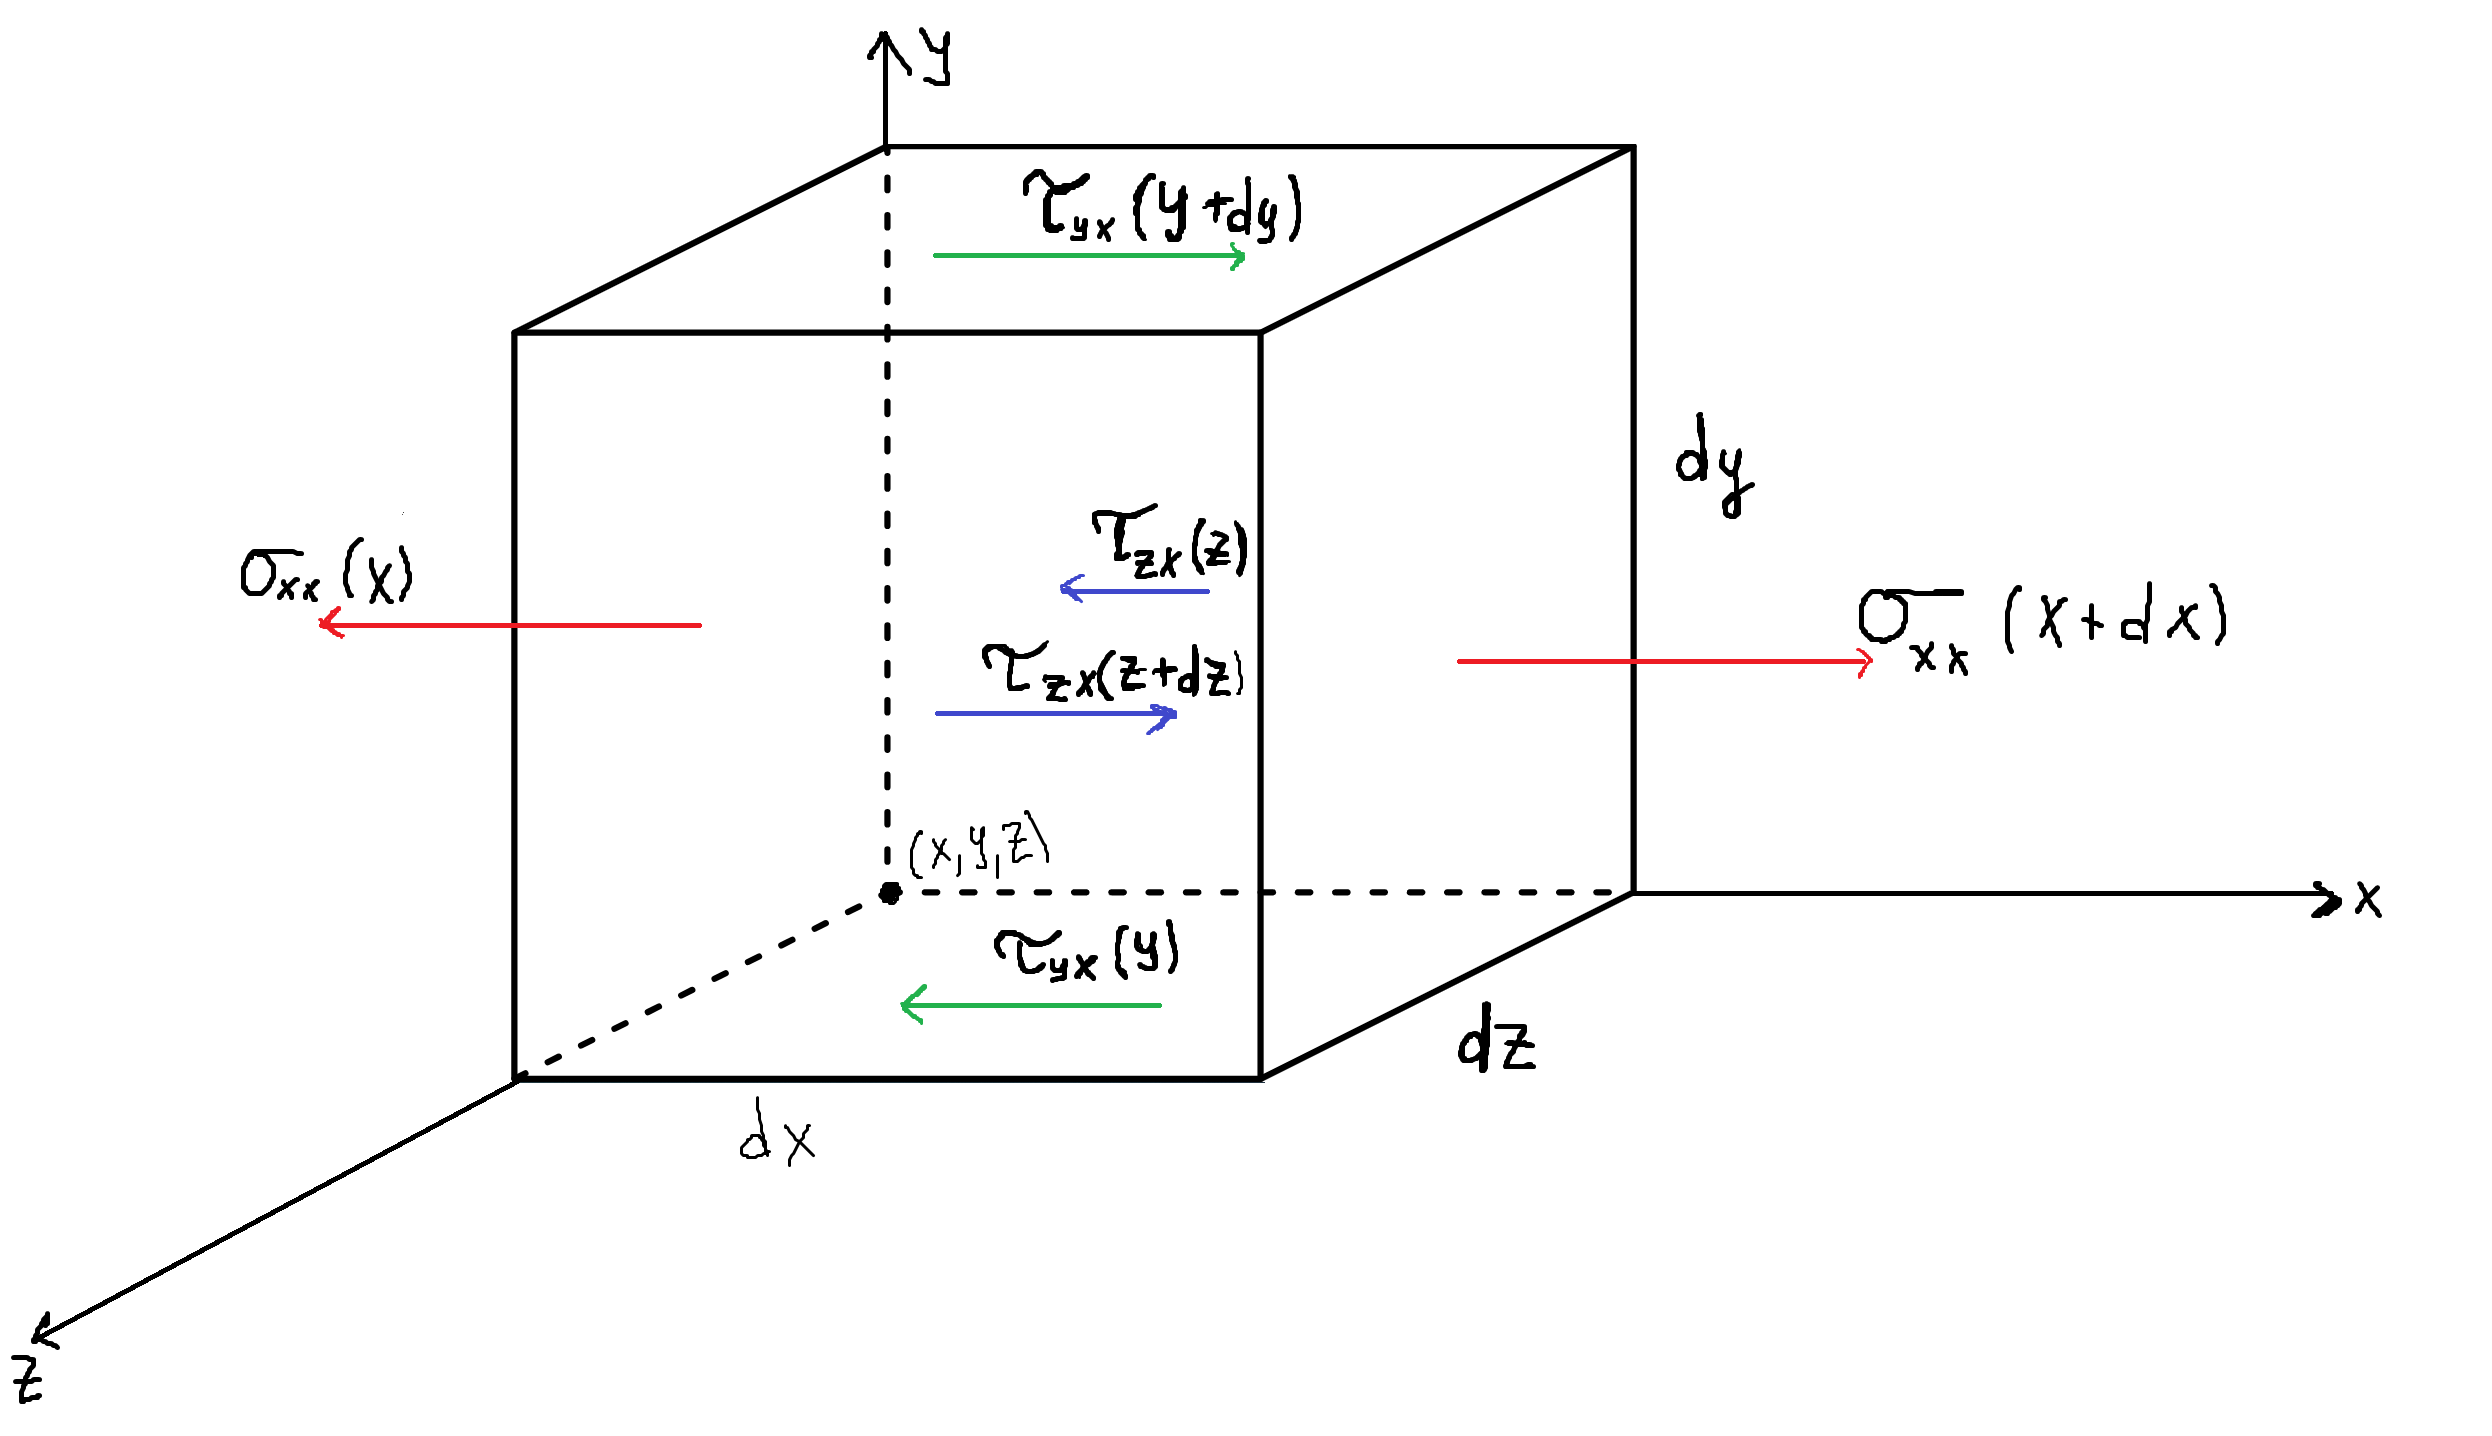 y
τyx (y+dy)
dy
τzx(z)
σxx (x)
σxx (x+dx)
τzx(z+dz)
(x,y,z)
x
τyx(y)
dz
dx
z